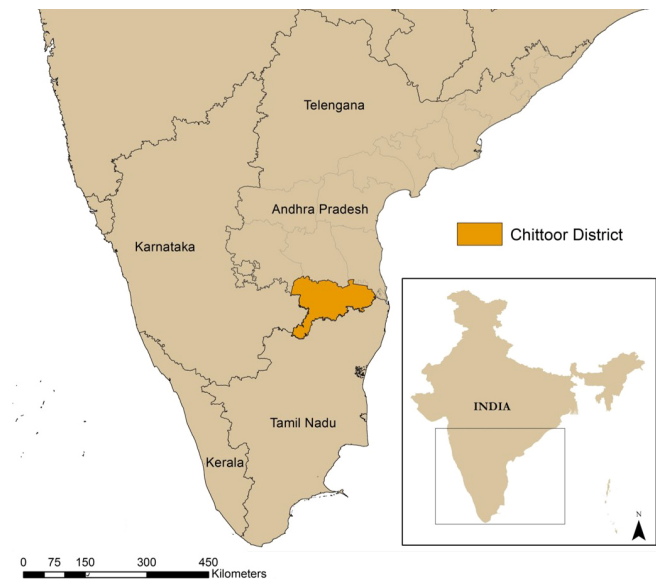 Telengana
Andhra Pradesh
Karnataka
Chittoor District
INDIA
Tamil Nadu
Kerala
N
0 75 150 300 450
Kilometers